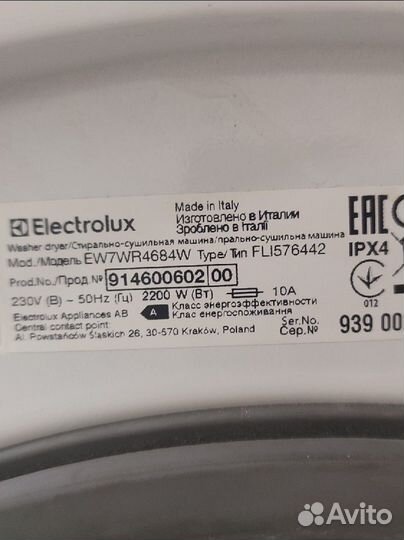 Electrolux
Made in Italy
Изготовлено в Италии
Зроблено в Італії
Washer dryer/Стирально-сушильная машина/прально-сушильна машина
Mod./Модель EW7WR4684W Type/Тип FLI576442
Prod.No./Прод № 914600602 00
230V (В) ~ 50Hz (Гц) 2200 W (Вт) 10A
Electrolux Appliances AB
Central contact point:
Al. Powstańców Śląskich 26, 30-570 Kraków, Poland
A
Класс энергоэффективности
Клас енергоспоживання
Ser.No.
Сер.№
939 00
EAC
IPX4
012
Avito